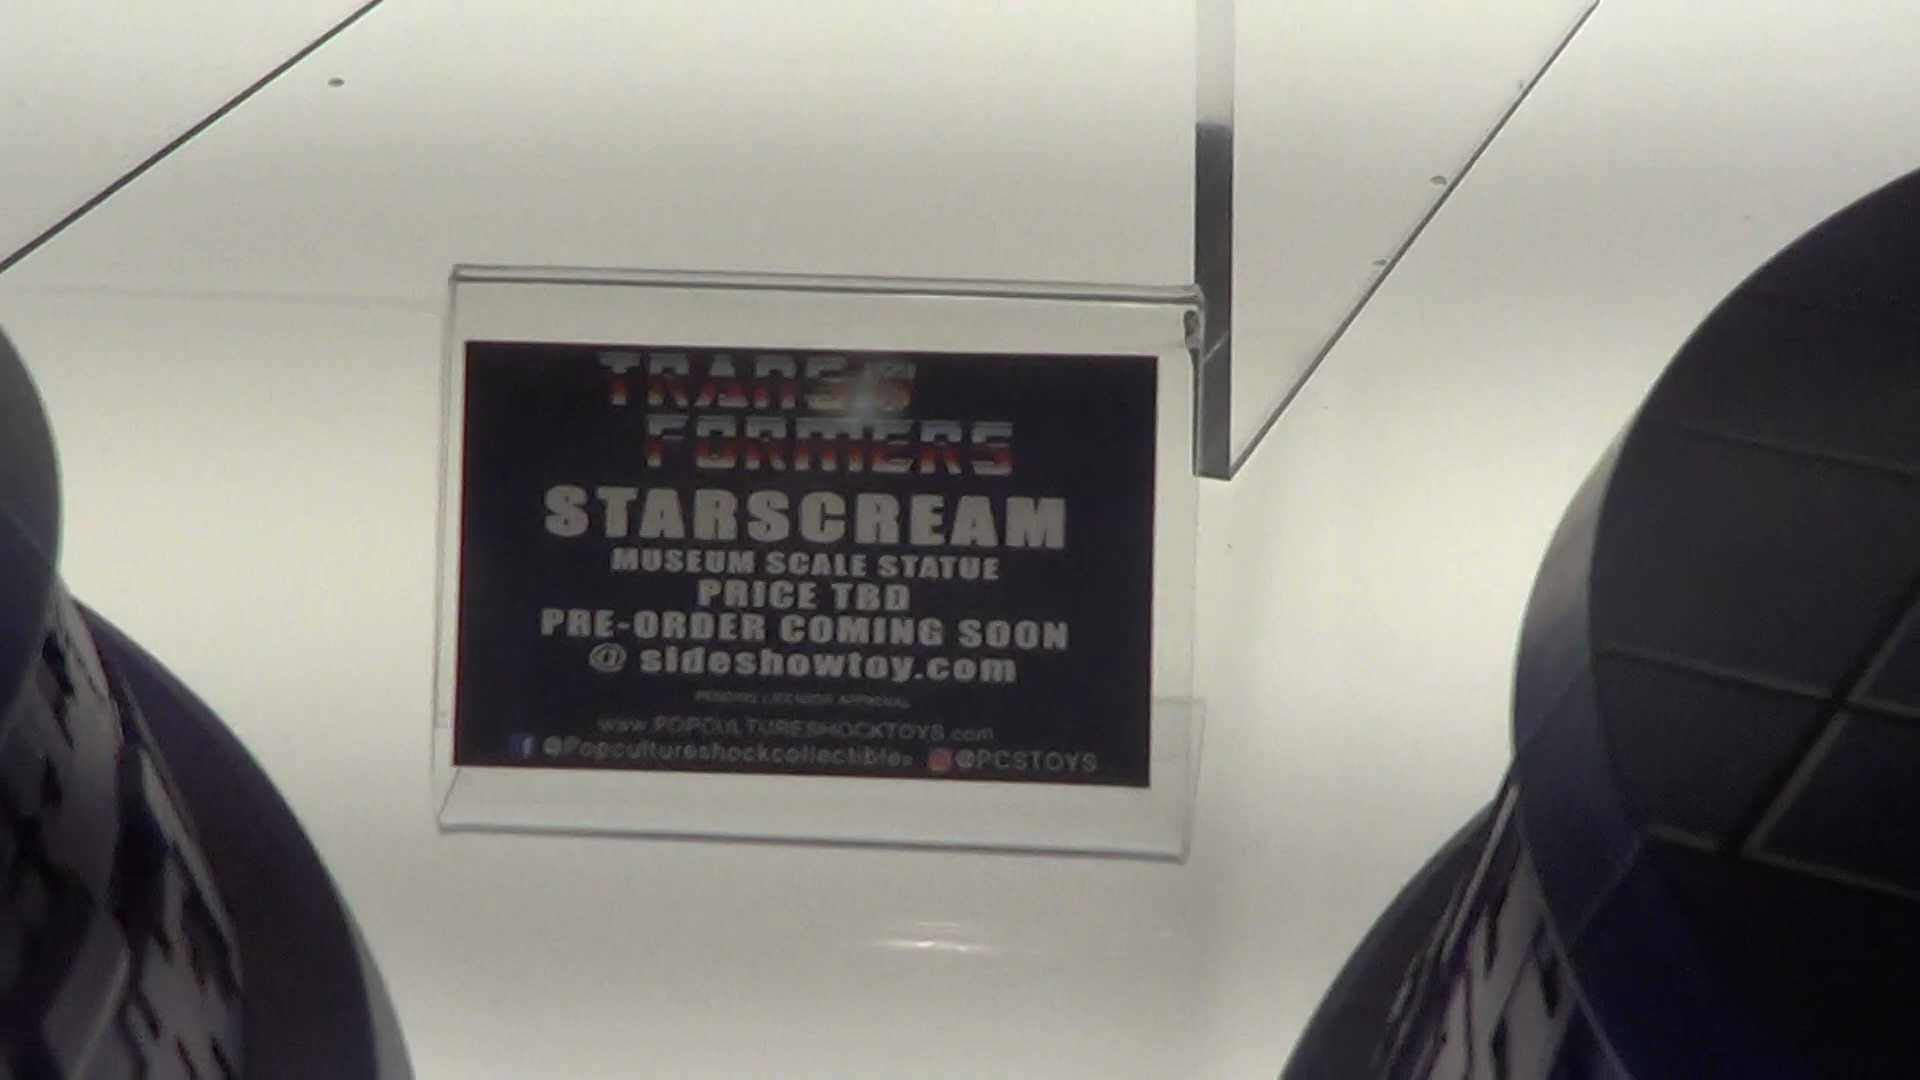 TRANS
FORMERS
STARSCREAM
MUSEUM SCALE STATUE
PRICE TBD
PRE-ORDER COMING SOON
@ sideshowtoy.com
PENDING LICENSOR APPROVAL
www.POPCULTURESHOCKTOYS.com
@Popcultureshockcollectibles @PCSTOYS